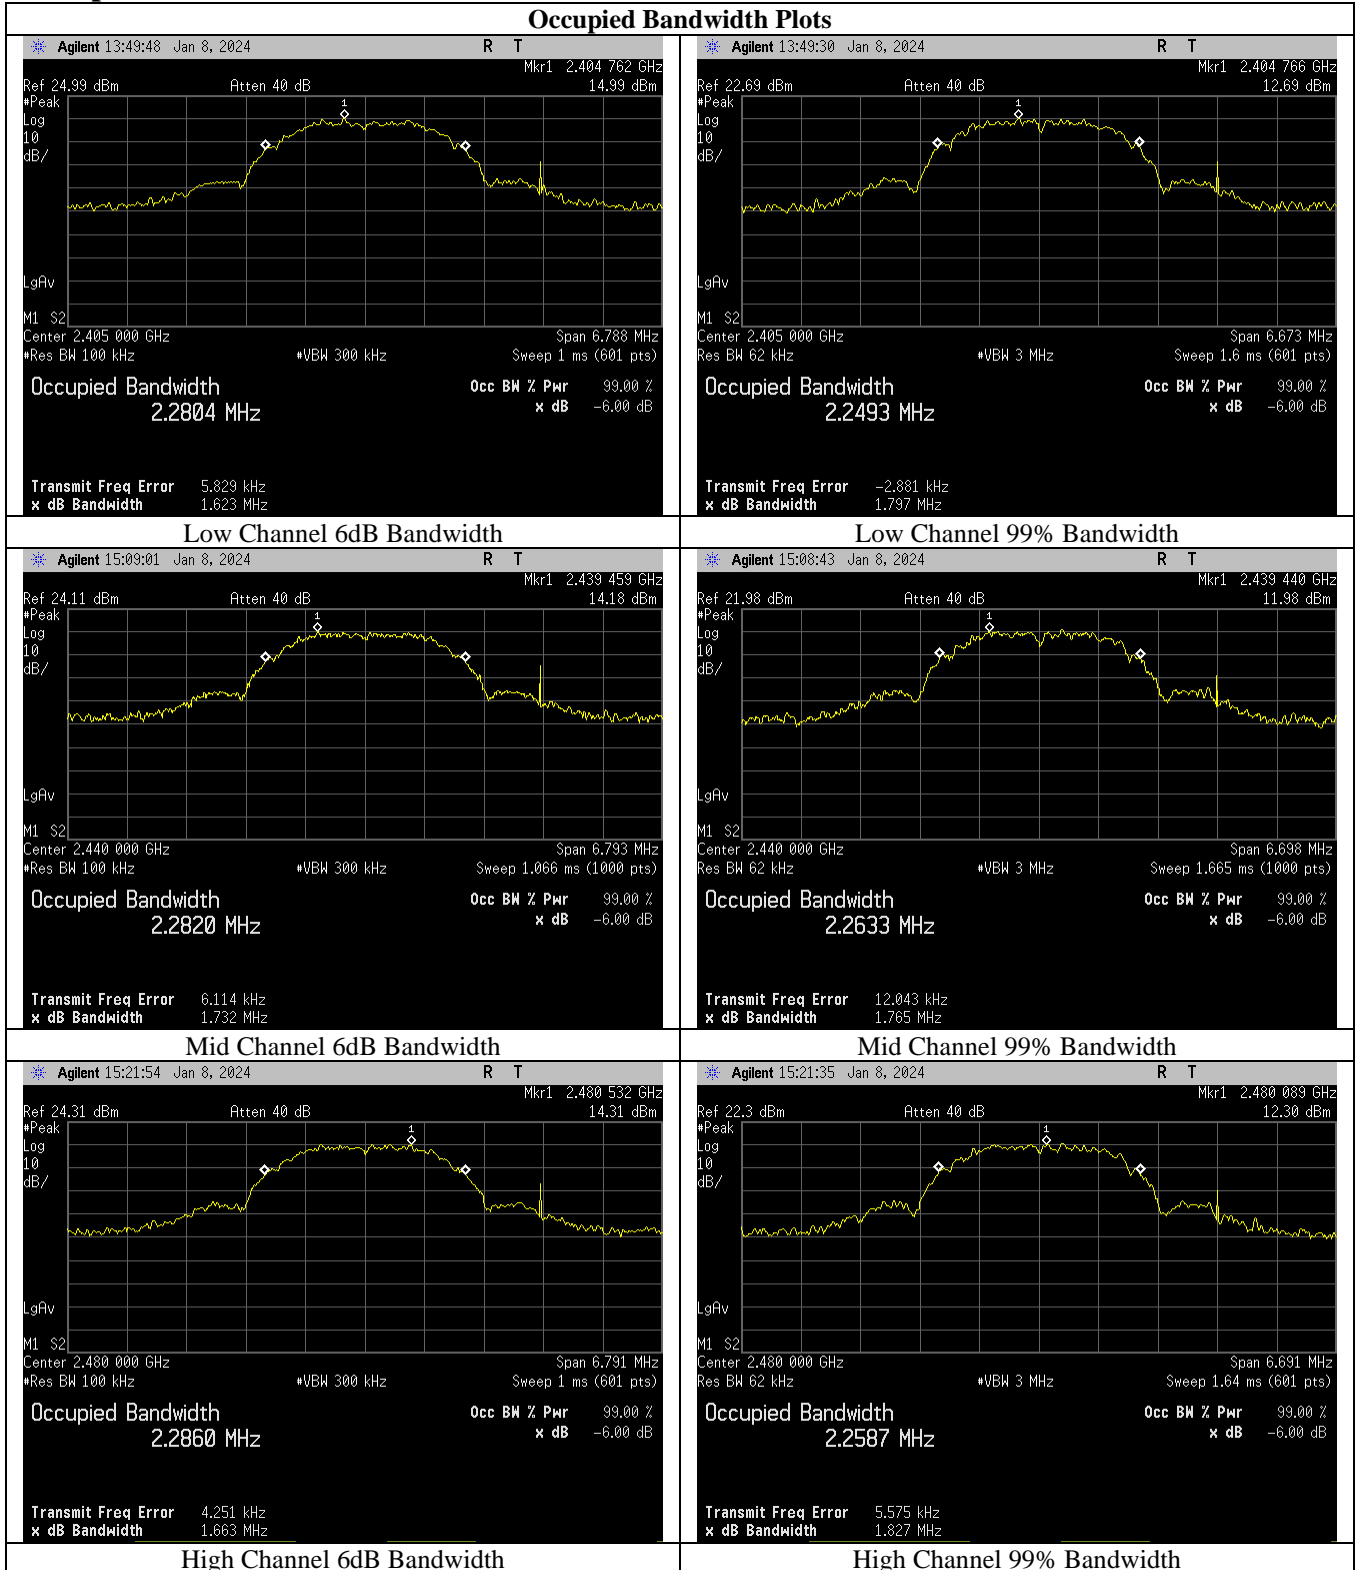 Occupied Bandwidth Plots
Agilent 13:49:48 Jan 8, 2024 R T
Mkr1 2.404 762 GHz
Ref 24.99 dBm Atten 40 dB 14.99 dBm
#Peak
1
Log
10
dB/
LgAv
M1 S2
Center 2.405 000 GHz Span 6.788 MHz
#Res BW 100 kHz #VBW 300 kHz Sweep 1 ms (601 pts)
Occupied Bandwidth Occ BW % Pwr 99.00 %
2.2804 MHz x dB -6.00 dB
Transmit Freq Error 5.829 kHz
x dB Bandwidth 1.623 MHz
Low Channel 6dB Bandwidth
Agilent 13:49:30 Jan 8, 2024 R T
Mkr1 2.404 766 GHz
Ref 22.69 dBm Atten 40 dB 12.69 dBm
#Peak
1
Log
10
dB/
LgAv
M1 S2
Center 2.405 000 GHz Span 6.673 MHz
Res BW 62 kHz #VBW 3 MHz Sweep 1.6 ms (601 pts)
Occupied Bandwidth Occ BW % Pwr 99.00 %
2.2493 MHz x dB -6.00 dB
Transmit Freq Error -2.881 kHz
x dB Bandwidth 1.797 MHz
Low Channel 99% Bandwidth
Agilent 15:09:01 Jan 8, 2024 R T
Mkr1 2.439 459 GHz
Ref 24.11 dBm Atten 40 dB 14.18 dBm
#Peak
1
Log
10
dB/
LgAv
M1 S2
Center 2.440 000 GHz Span 6.793 MHz
#Res BW 100 kHz #VBW 300 kHz Sweep 1.066 ms (1000 pts)
Occupied Bandwidth Occ BW % Pwr 99.00 %
2.2820 MHz x dB -6.00 dB
Transmit Freq Error 6.114 kHz
x dB Bandwidth 1.732 MHz
Mid Channel 6dB Bandwidth
Agilent 15:08:43 Jan 8, 2024 R T
Mkr1 2.439 440 GHz
Ref 21.98 dBm Atten 40 dB 11.98 dBm
#Peak
1
Log
10
dB/
LgAv
M1 S2
Center 2.440 000 GHz Span 6.698 MHz
Res BW 62 kHz #VBW 3 MHz Sweep 1.665 ms (1000 pts)
Occupied Bandwidth Occ BW % Pwr 99.00 %
2.2633 MHz x dB -6.00 dB
Transmit Freq Error 12.043 kHz
x dB Bandwidth 1.765 MHz
Mid Channel 99% Bandwidth
Agilent 15:21:54 Jan 8, 2024 R T
Mkr1 2.480 532 GHz
Ref 24.31 dBm Atten 40 dB 14.31 dBm
#Peak
1
Log
10
dB/
LgAv
M1 S2
Center 2.480 000 GHz Span 6.791 MHz
#Res BW 100 kHz #VBW 300 kHz Sweep 1 ms (601 pts)
Occupied Bandwidth Occ BW % Pwr 99.00 %
2.2860 MHz x dB -6.00 dB
Transmit Freq Error 4.251 kHz
x dB Bandwidth 1.663 MHz
High Channel 6dB Bandwidth
Agilent 15:21:35 Jan 8, 2024 R T
Mkr1 2.480 089 GHz
Ref 22.3 dBm Atten 40 dB 12.30 dBm
#Peak
1
Log
10
dB/
LgAv
M1 S2
Center 2.480 000 GHz Span 6.691 MHz
Res BW 62 kHz #VBW 3 MHz Sweep 1.64 ms (601 pts)
Occupied Bandwidth Occ BW % Pwr 99.00 %
2.2587 MHz x dB -6.00 dB
Transmit Freq Error 5.575 kHz
x dB Bandwidth 1.827 MHz
High Channel 99% Bandwidth